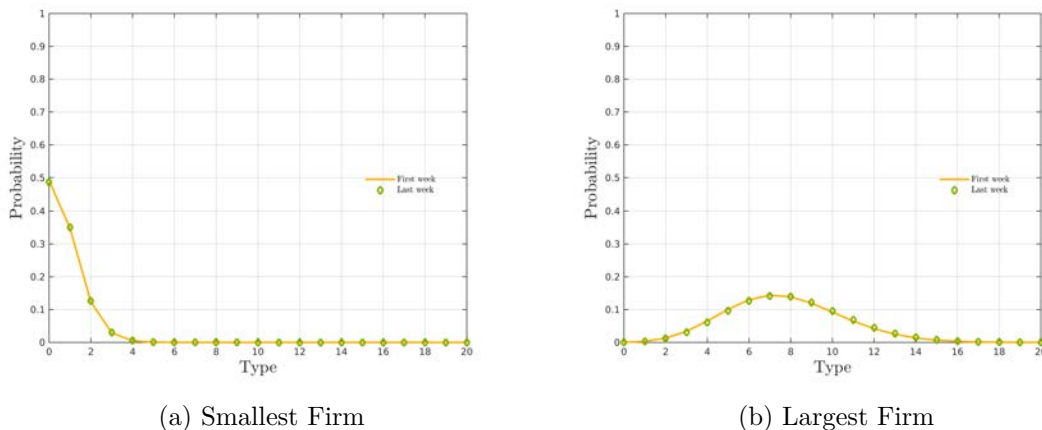 1
0.9
0.8
0.7
0.6
0.5
0.4
0.3
0.2
0.1
0
Probability
0 2 4 6 8 10 12 14 16 18 20
Type
First week
Last week
(a) Smallest Firm
1
0.9
0.8
0.7
0.6
0.5
0.4
0.3
0.2
0.1
0
Probability
0 2 4 6 8 10 12 14 16 18 20
Type
First week
Last week
(b) Largest Firm